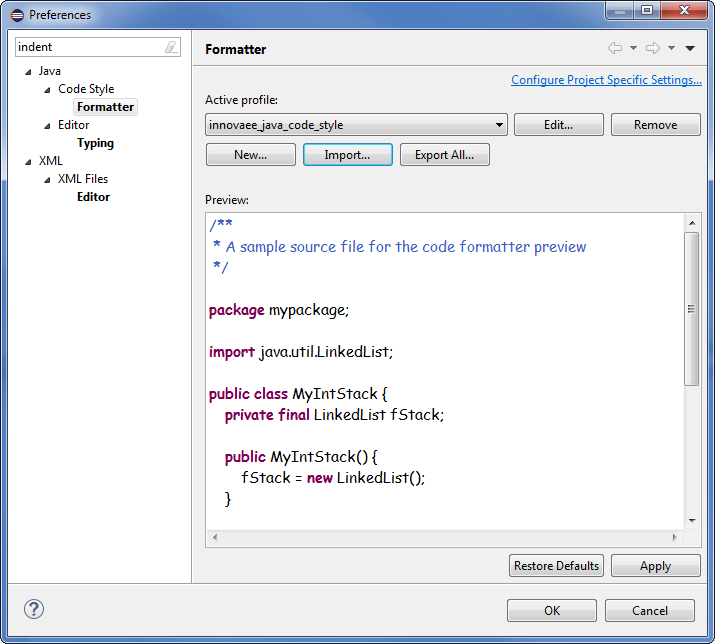 Preferences
indent
Formatter
Java
Code Style
Formatter
Editor
Typing
XML
XML Files
Editor
Configure Project Specific Settings...
Active profile:
innovaee_java_code_style
Edit...
Remove
New...
Import...
Export All...
Preview:
/**
* A sample source file for the code formatter preview
*/
package mypackage;
import java.util.LinkedList;
public class MyIntStack {
private final LinkedList fStack;
public MyIntStack() {
fStack = new LinkedList();
}
Restore Defaults
Apply
?
OK
Cancel